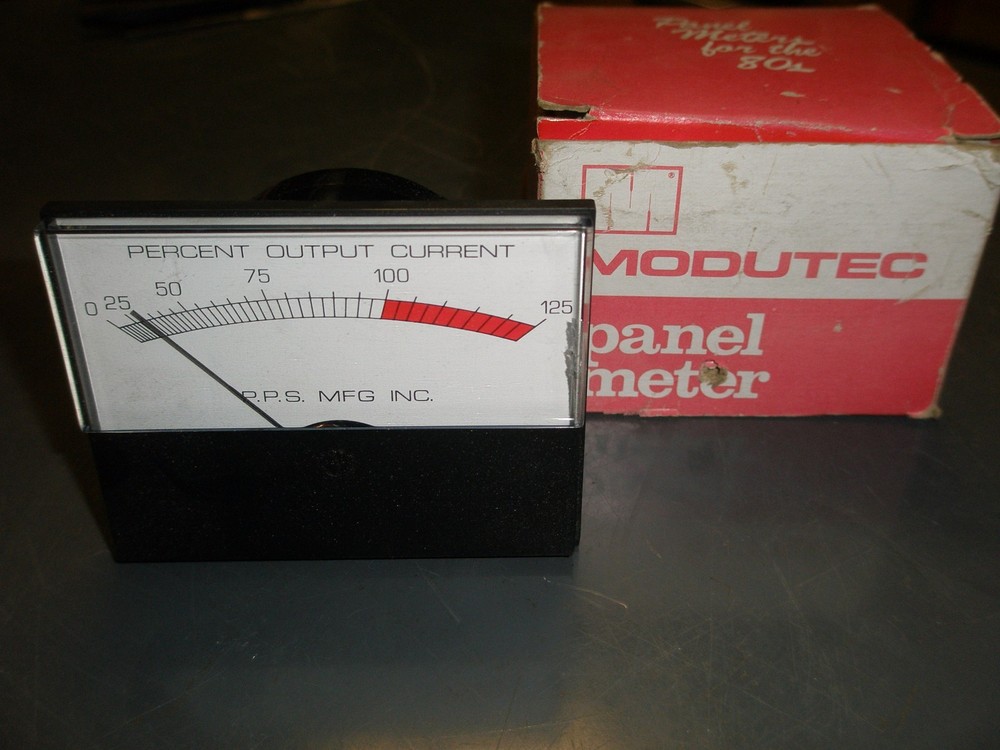 Panel
Meters
for the
80s
M®
MODUTEC
panel
meter
PERCENT OUTPUT CURRENT
0 25 50 75 100 125
P.P.S. MFG INC.